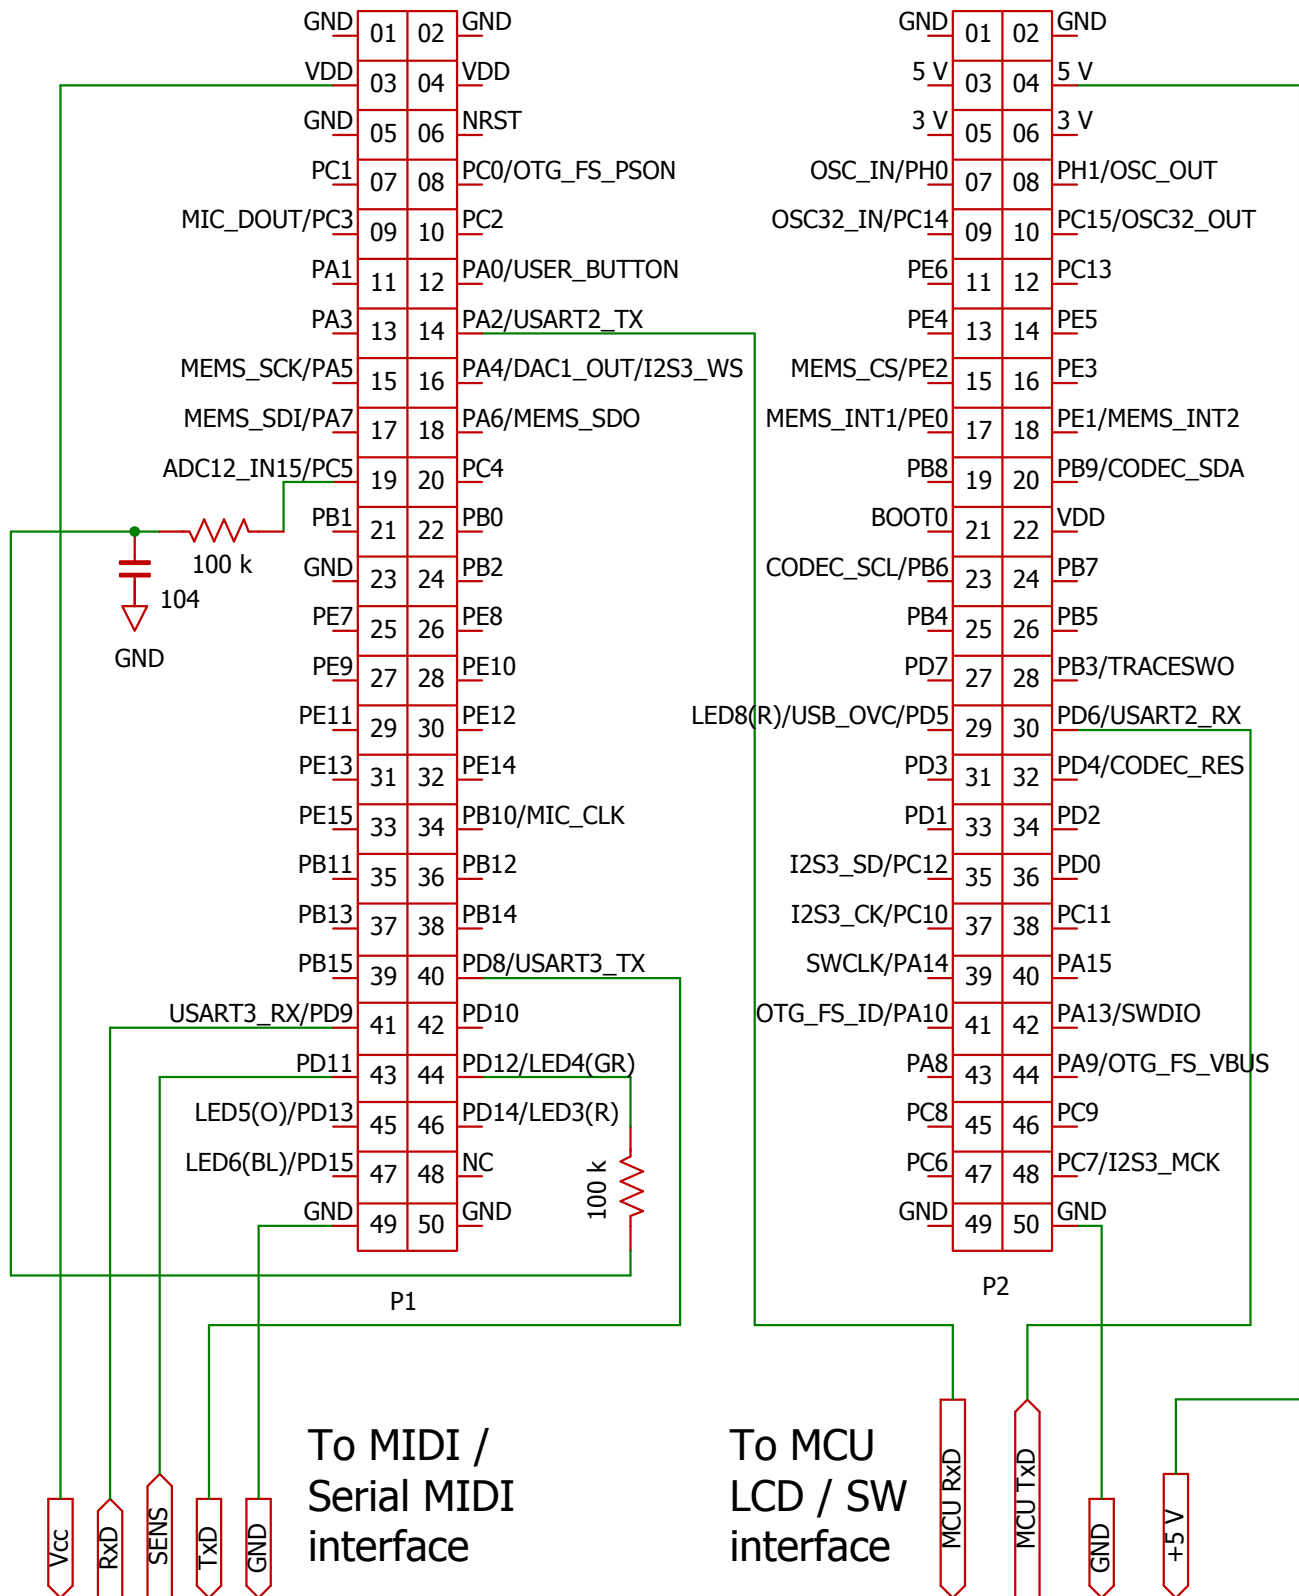 GND 01 02 GND
VDD 03 04 VDD
GND 05 06 NRST
PC1 07 08 PC0/OTG_FS_PSON
MIC_DOUT/PC3 09 10 PC2
PA1 11 12 PA0/USER_BUTTON
PA3 13 14 PA2/USART2_TX
MEMS_SCK/PA5 15 16 PA4/DAC1_OUT/I2S3_WS
MEMS_SDI/PA7 17 18 PA6/MEMS_SDO
ADC12_IN15/PC5 19 20 PC4
PB1 21 22 PB0
100 k
GND 23 24 PB2
104
PE7 25 26 PE8
GND
PE9 27 28 PE10
PE11 29 30 PE12
PE13 31 32 PE14
PE15 33 34 PB10/MIC_CLK
PB11 35 36 PB12
PB13 37 38 PB14
PB15 39 40 PD8/USART3_TX
USART3_RX/PD9 41 42 PD10
PD11 43 44 PD12/LED4(GR)
LED5(O)/PD13 45 46 PD14/LED3(R)
LED6(BL)/PD15 47 48 NC
100 k
GND 49 50 GND
P1
GND 01 02 GND
5 V 03 04 5 V
3 V 05 06 3 V
OSC_IN/PH0 07 08 PH1/OSC_OUT
OSC32_IN/PC14 09 10 PC15/OSC32_OUT
PE6 11 12 PC13
PE4 13 14 PE5
MEMS_CS/PE2 15 16 PE3
MEMS_INT1/PE0 17 18 PE1/MEMS_INT2
PB8 19 20 PB9/CODEC_SDA
BOOT0 21 22 VDD
CODEC_SCL/PB6 23 24 PB7
PB4 25 26 PB5
PD7 27 28 PB3/TRACESWO
LED8(R)/USB_OVC/PD5 29 30 PD6/USART2_RX
PD3 31 32 PD4/CODEC_RES
PD1 33 34 PD2
I2S3_SD/PC12 35 36 PD0
I2S3_CK/PC10 37 38 PC11
SWCLK/PA14 39 40 PA15
OTG_FS_ID/PA10 41 42 PA13/SWDIO
PA8 43 44 PA9/OTG_FS_VBUS
PC8 45 46 PC9
PC6 47 48 PC7/I2S3_MCK
GND 49 50 GND
P2
To MIDI /
Serial MIDI
interface
To MCU
LCD / SW
interface
Vcc
RxD
SENS
TxD
GND
MCU RxD
MCU TxD
GND
+5 V